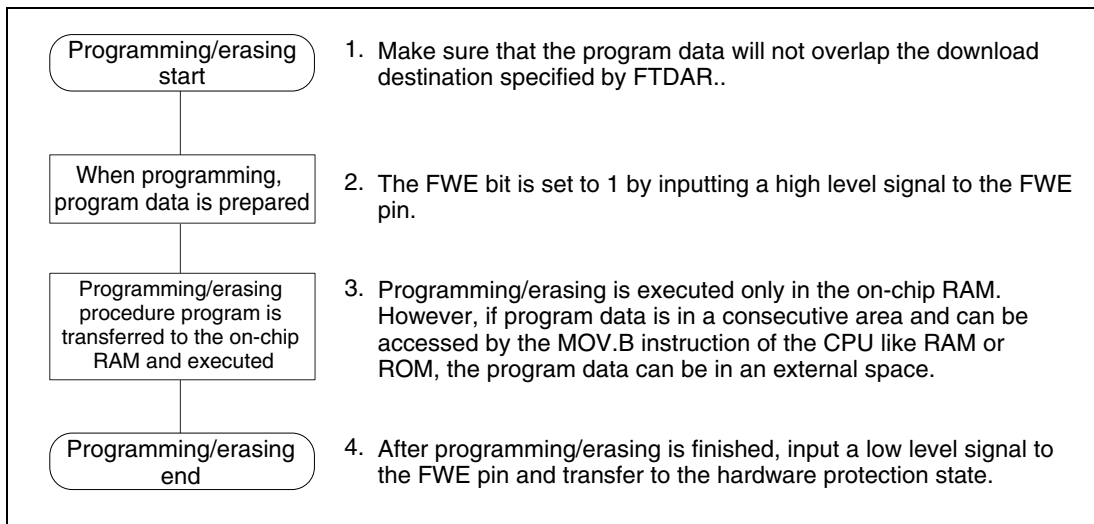 Programming/erasing
start
1. Make sure that the program data will not overlap the download
destination specified by FTDAR..
When programming,
program data is prepared
2. The FWE bit is set to 1 by inputting a high level signal to the FWE
pin.
Programming/erasing
procedure program is
transferred to the on-chip
RAM and executed
3. Programming/erasing is executed only in the on-chip RAM.
However, if program data is in a consecutive area and can be
accessed by the MOV.B instruction of the CPU like RAM or
ROM, the program data can be in an external space.
Programming/erasing
end
4. After programming/erasing is finished, input a low level signal to
the FWE pin and transfer to the hardware protection state.